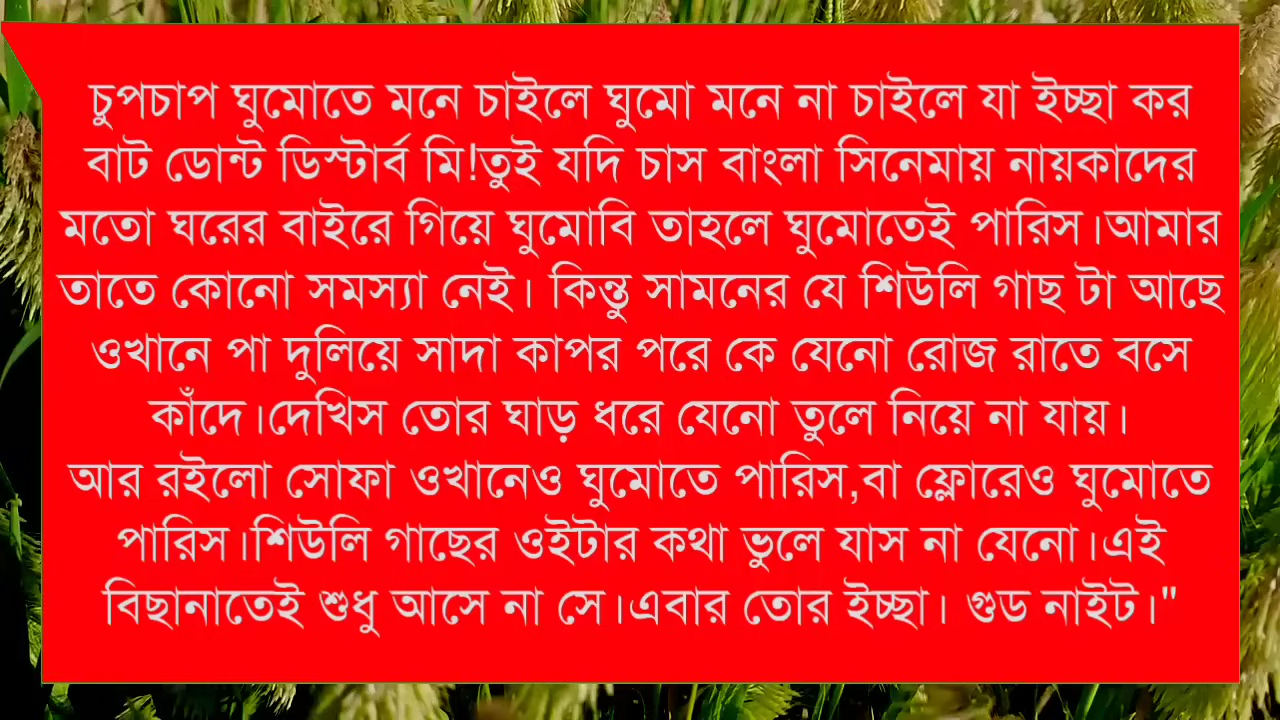 চুপচাপ ঘুমোতে মনে চাইলে ঘুমো মনে না চাইলে যা ইচ্ছা কর
বাট ডোন্ট ডিস্টার্ব মি!তুই যদি চাস বাংলা সিনেমায় নায়কাদের
মতো ঘরের বাইরে গিয়ে ঘুমোবি তাহলে ঘুমোতেই পারিস।আমার
তাতে কোনো সমস্যা নেই। কিন্তু সামনের যে শিউলি গাছ টা আছে
ওখানে পা দুলিয়ে সাদা কাপর পরে কে যেনো রোজ রাতে বসে
কাঁদে।দেখিস তোর ঘাড় ধরে যেনো তুলে নিয়ে না যায়।
আর রইলো সোফা ওখানেও ঘুমোতে পারিস,বা ফ্লোরেও ঘুমোতে
পারিস।শিউলি গাছের ওইটার কথা ভুলে যাস না যেনো।এই
বিছানাতেই শুধু আসে না সে।এবার তোর ইচ্ছা। গুড নাইট।"